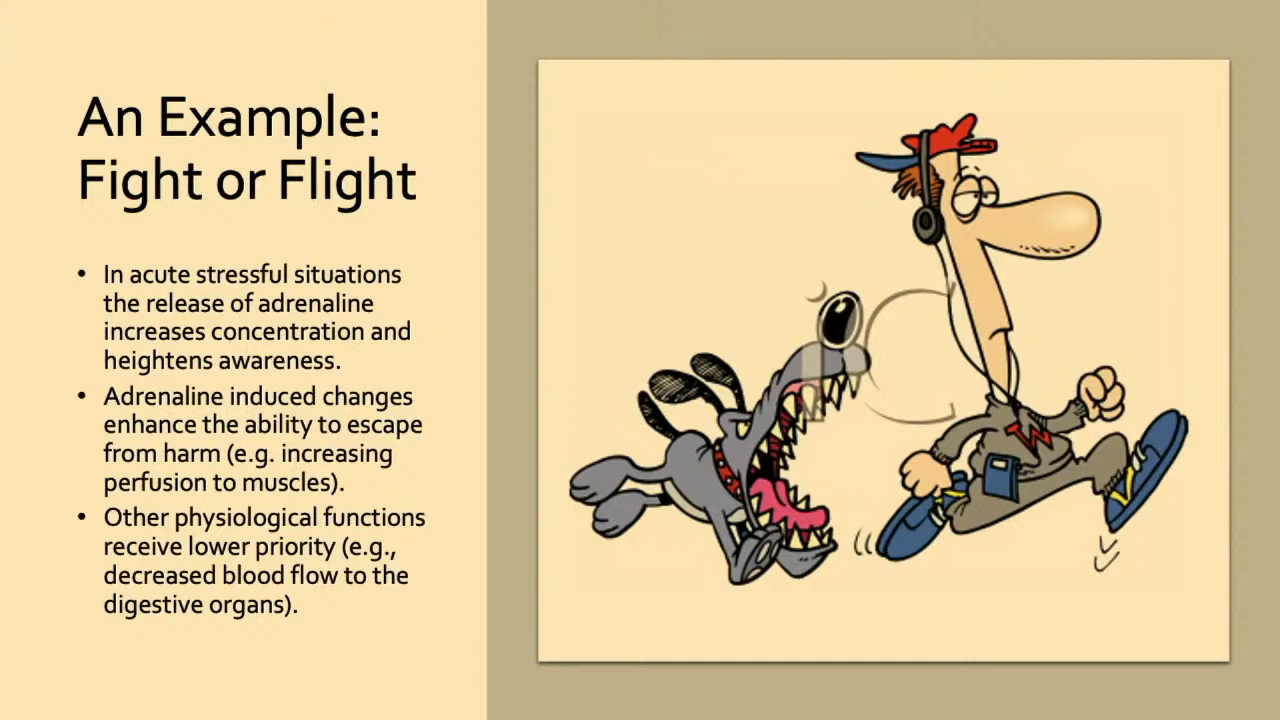 An Example:
Fight or Flight
• In acute stressful situations
the release of adrenaline
increases concentration and
heightens awareness.
• Adrenaline induced changes
enhance the ability to escape
from harm (e.g. increasing
perfusion to muscles).
• Other physiological functions
receive lower priority (e.g.,
decreased blood flow to the
digestive organs).
W